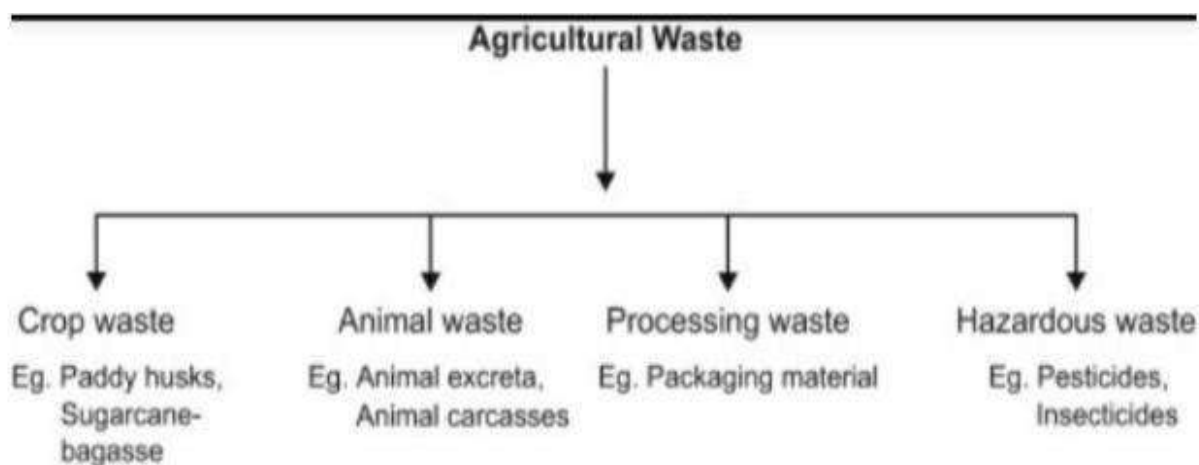 Agricultural Waste
Crop waste
Eg. Paddy husks,
Sugarcane-
bagasse
Animal waste
Eg. Animal excreta,
Animal carcasses
Processing waste
Eg. Packaging material
Hazardous waste
Eg. Pesticides,
Insecticides